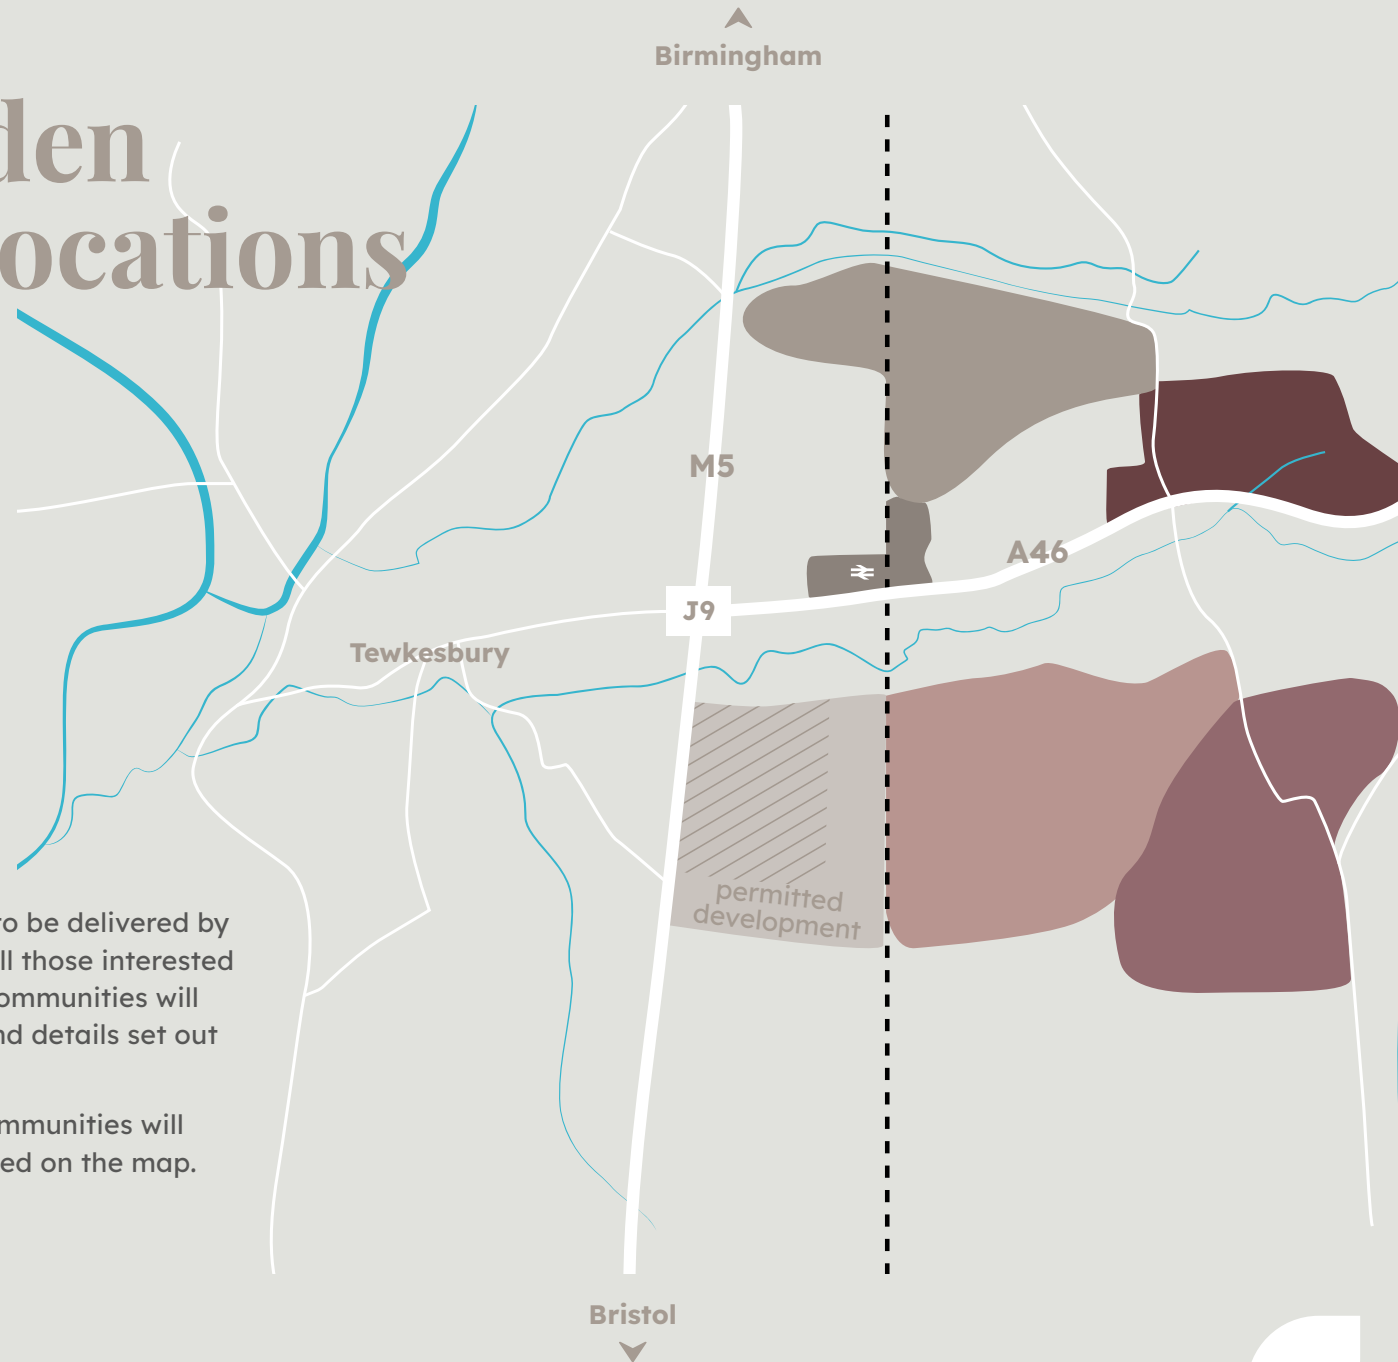 Birmingham
den
ocations
M5
A46
J9
Tewkesbury
permitted
development
to be delivered by
ll those interested
ommunities will
nd details set out
mmunities will
ed on the map.
Bristol